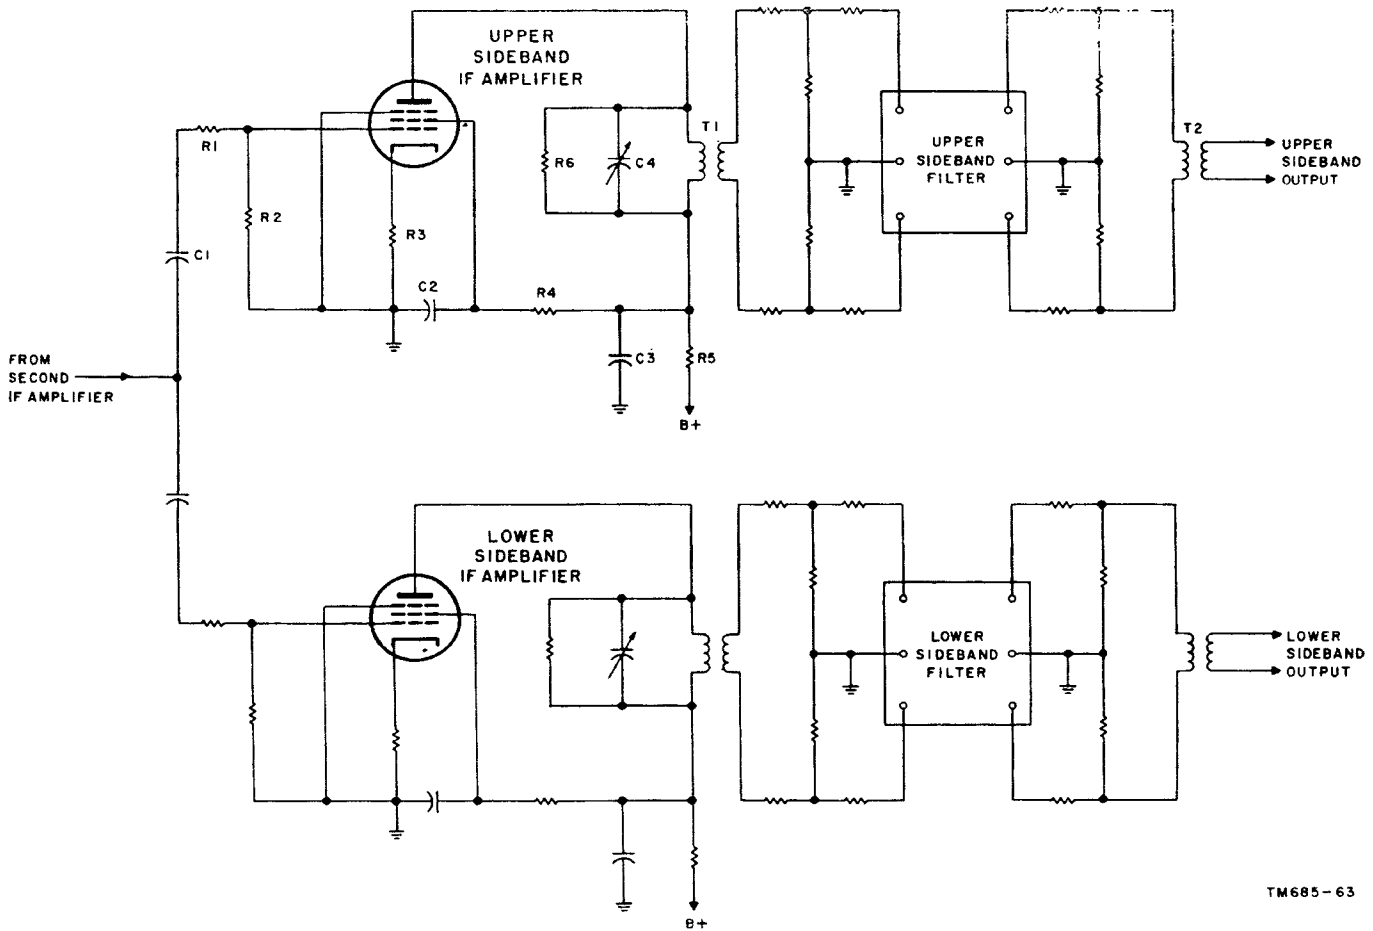 UPPER
SIDEBAND
IF AMPLIFIER
R1
R2
C1
R3
C2
R4
R6
C4
T1
C3
R5
B+
UPPER
SIDEBAND
FILTER
T2
UPPER
SIDEBAND
OUTPUT
FROM
SECOND
IF AMPLIFIER
LOWER
SIDEBAND
IF AMPLIFIER
LOWER
SIDEBAND
FILTER
LOWER
SIDEBAND
OUTPUT
B+
TM685-63